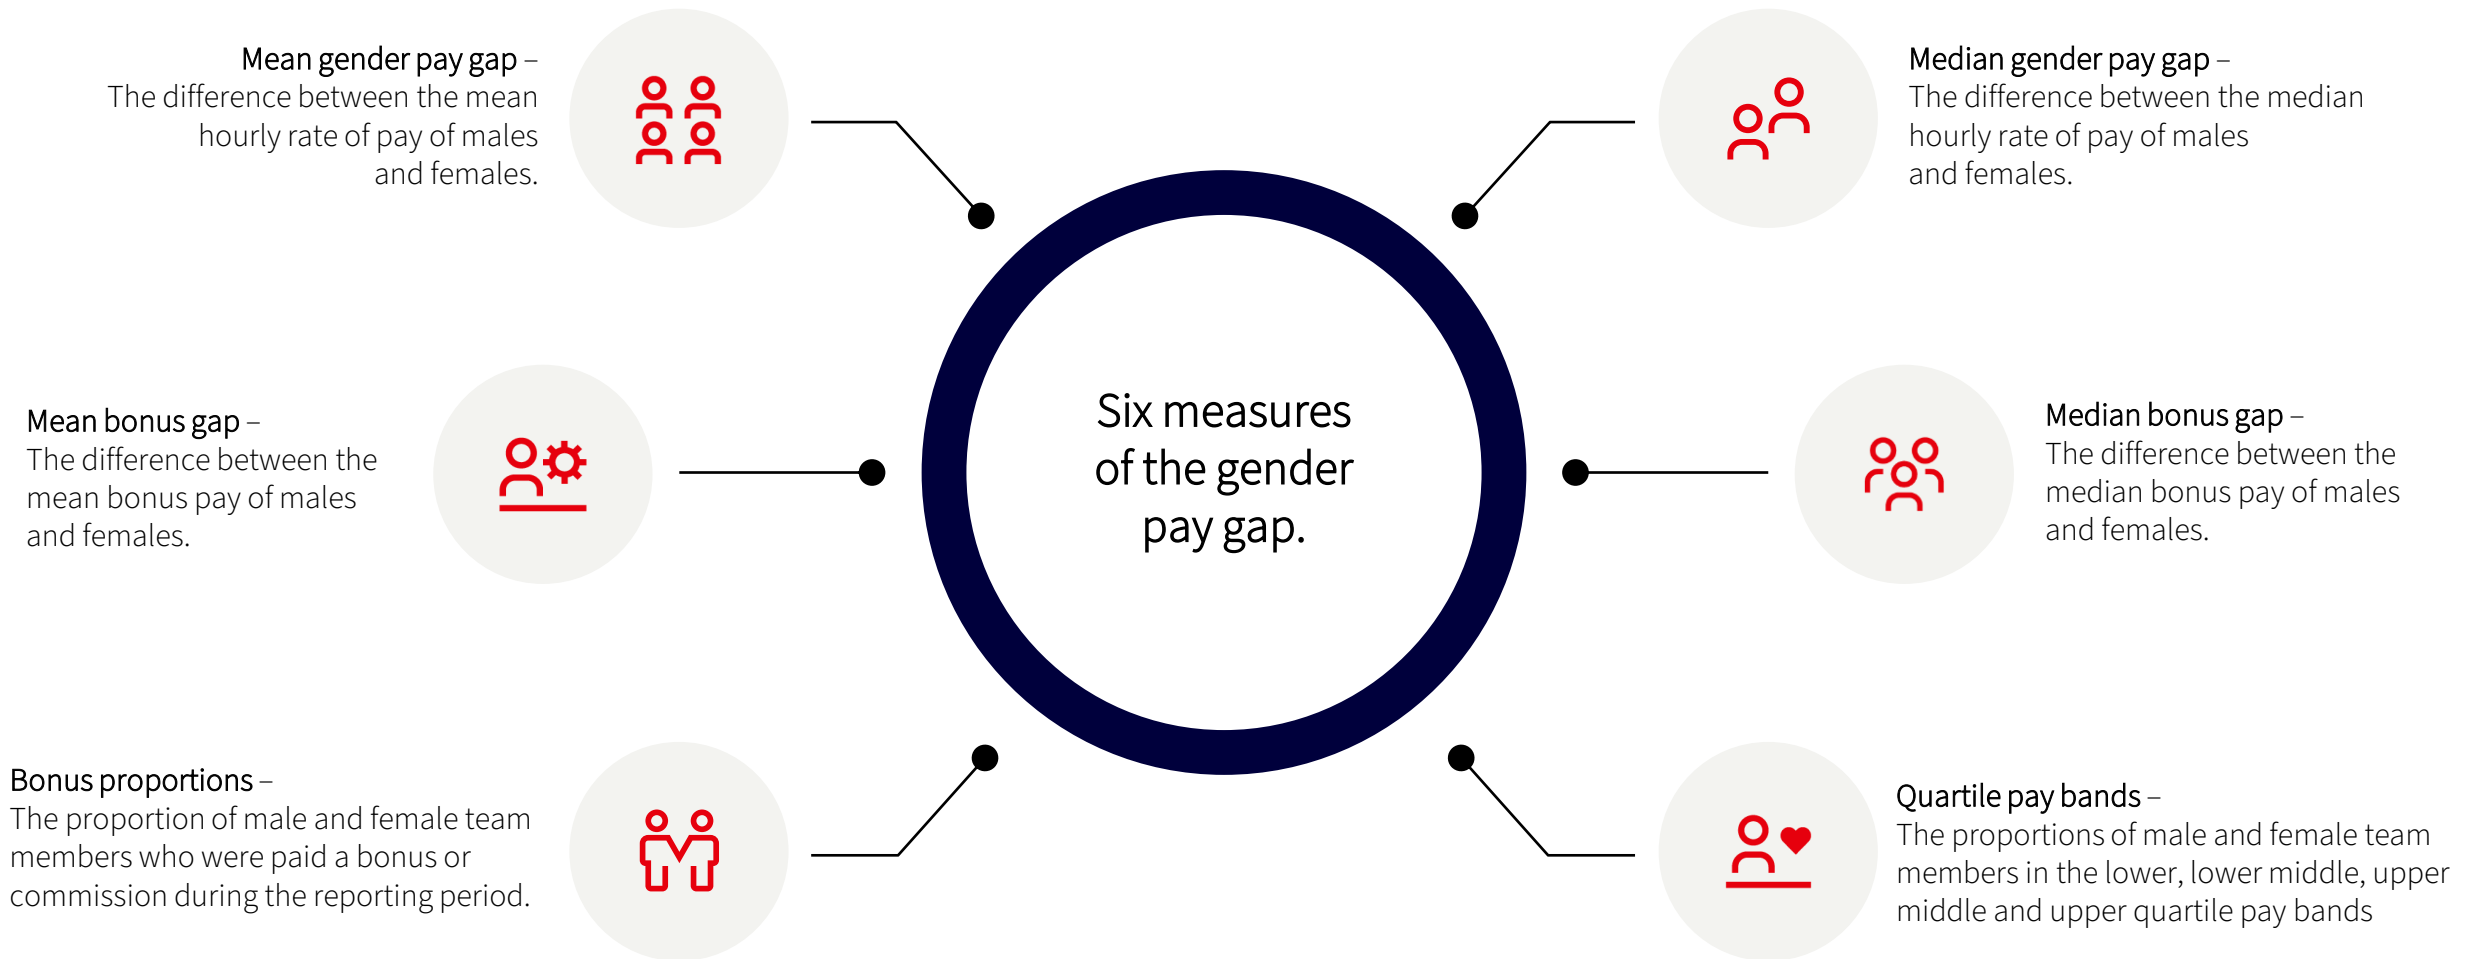 Mean gender pay gap –
The difference between the mean
hourly rate of pay of males
and females.
Median gender pay gap –
The difference between the median
hourly rate of pay of males
and females.
Mean bonus gap –
The difference between the
mean bonus pay of males
and females.
Six measures
of the gender
pay gap.
Median bonus gap –
The difference between the
median bonus pay of males
and females.
Bonus proportions –
The proportion of male and female team
members who were paid a bonus or
commission during the reporting period.
Quartile pay bands –
The proportions of male and female team
members in the lower, lower middle, upper
middle and upper quartile pay bands